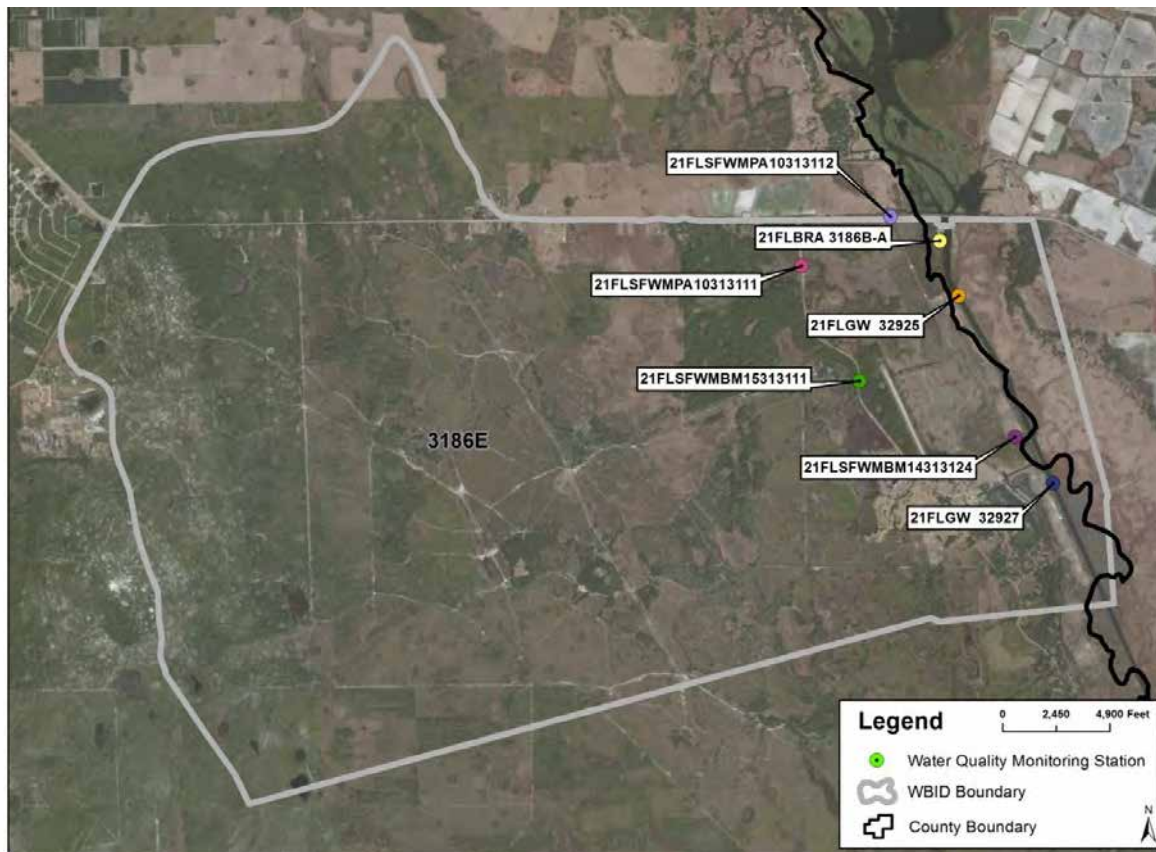 21FLSFWMPA10313112
21FLBRA 3186B-A
21FLSFWMPA10313111
21FLGW 32925
21FLSFWMBM15313111
3186E
21FLSFWMBM14313124
21FLGW 32927
Legend
0 2,450 4,900 Feet
Water Quality Monitoring Station
WBID Boundary
County Boundary
N